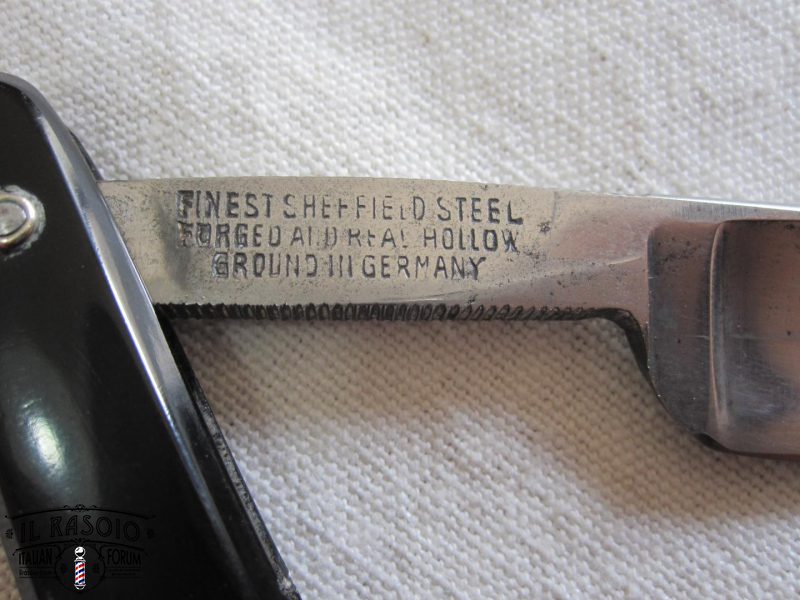 FINEST SHEFFIELD STEEL
FORGED AND REAL HOLLOW
GROUND IN GERMANY
IL RASOIO
ITALIAN FORUM